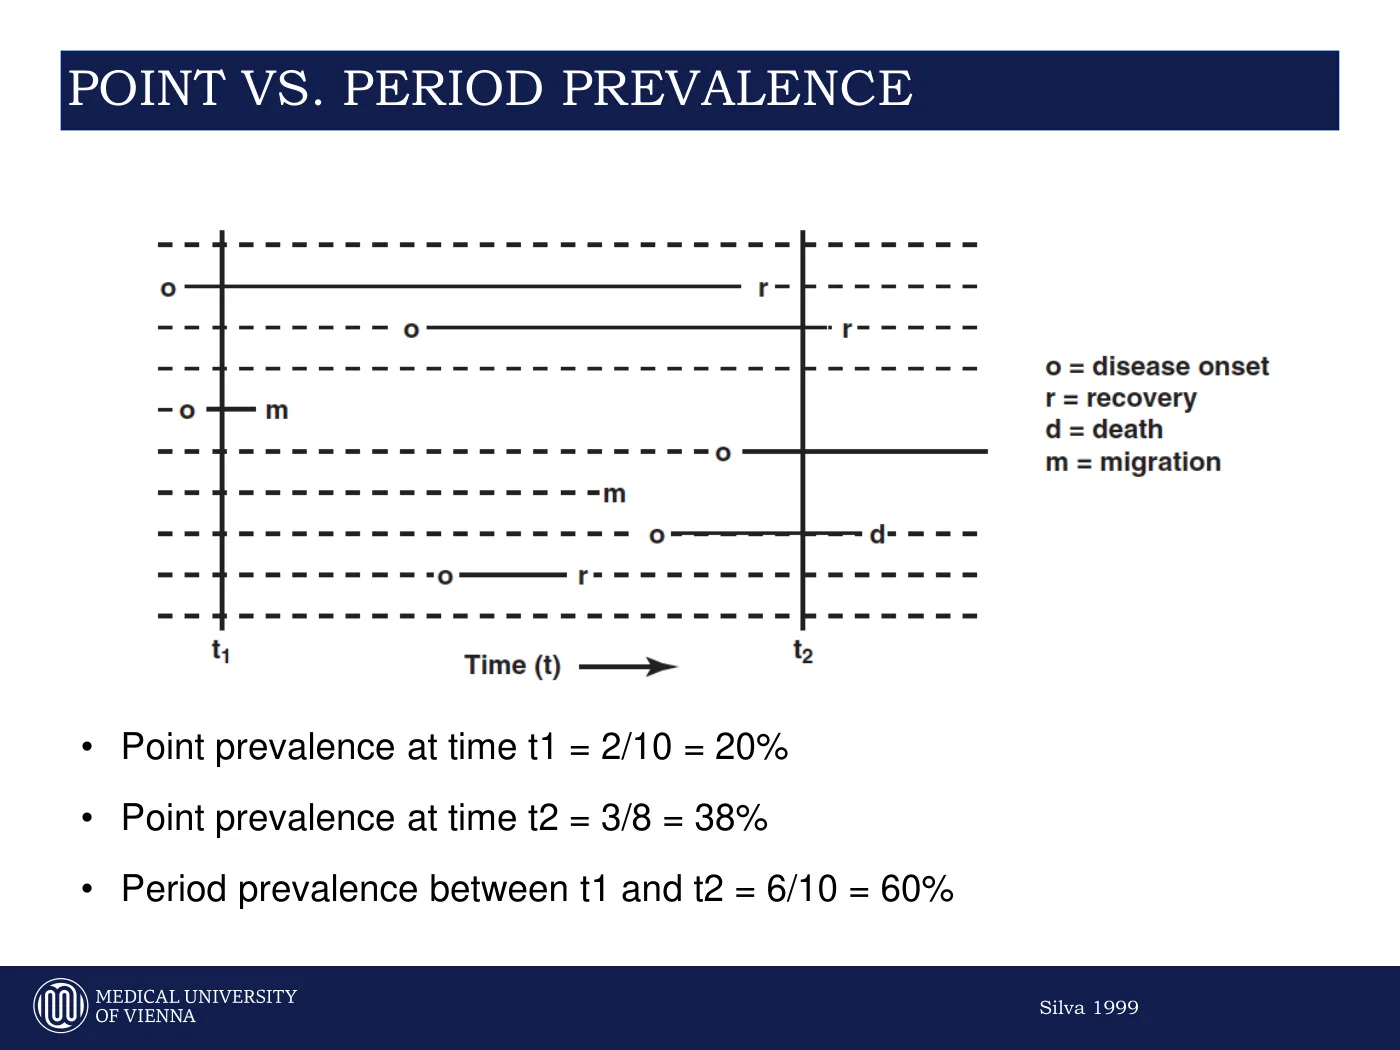 POINT VS. PERIOD PREVALENCE
o r
o r
o m
o
m
o d
o r
t1 t2
Time (t)
o = disease onset
r = recovery
d = death
m = migration
• Point prevalence at time t1 = 2/10 = 20%
• Point prevalence at time t2 = 3/8 = 38%
• Period prevalence between t1 and t2 = 6/10 = 60%
MEDICAL UNIVERSITY
OF VIENNA
Silva 1999